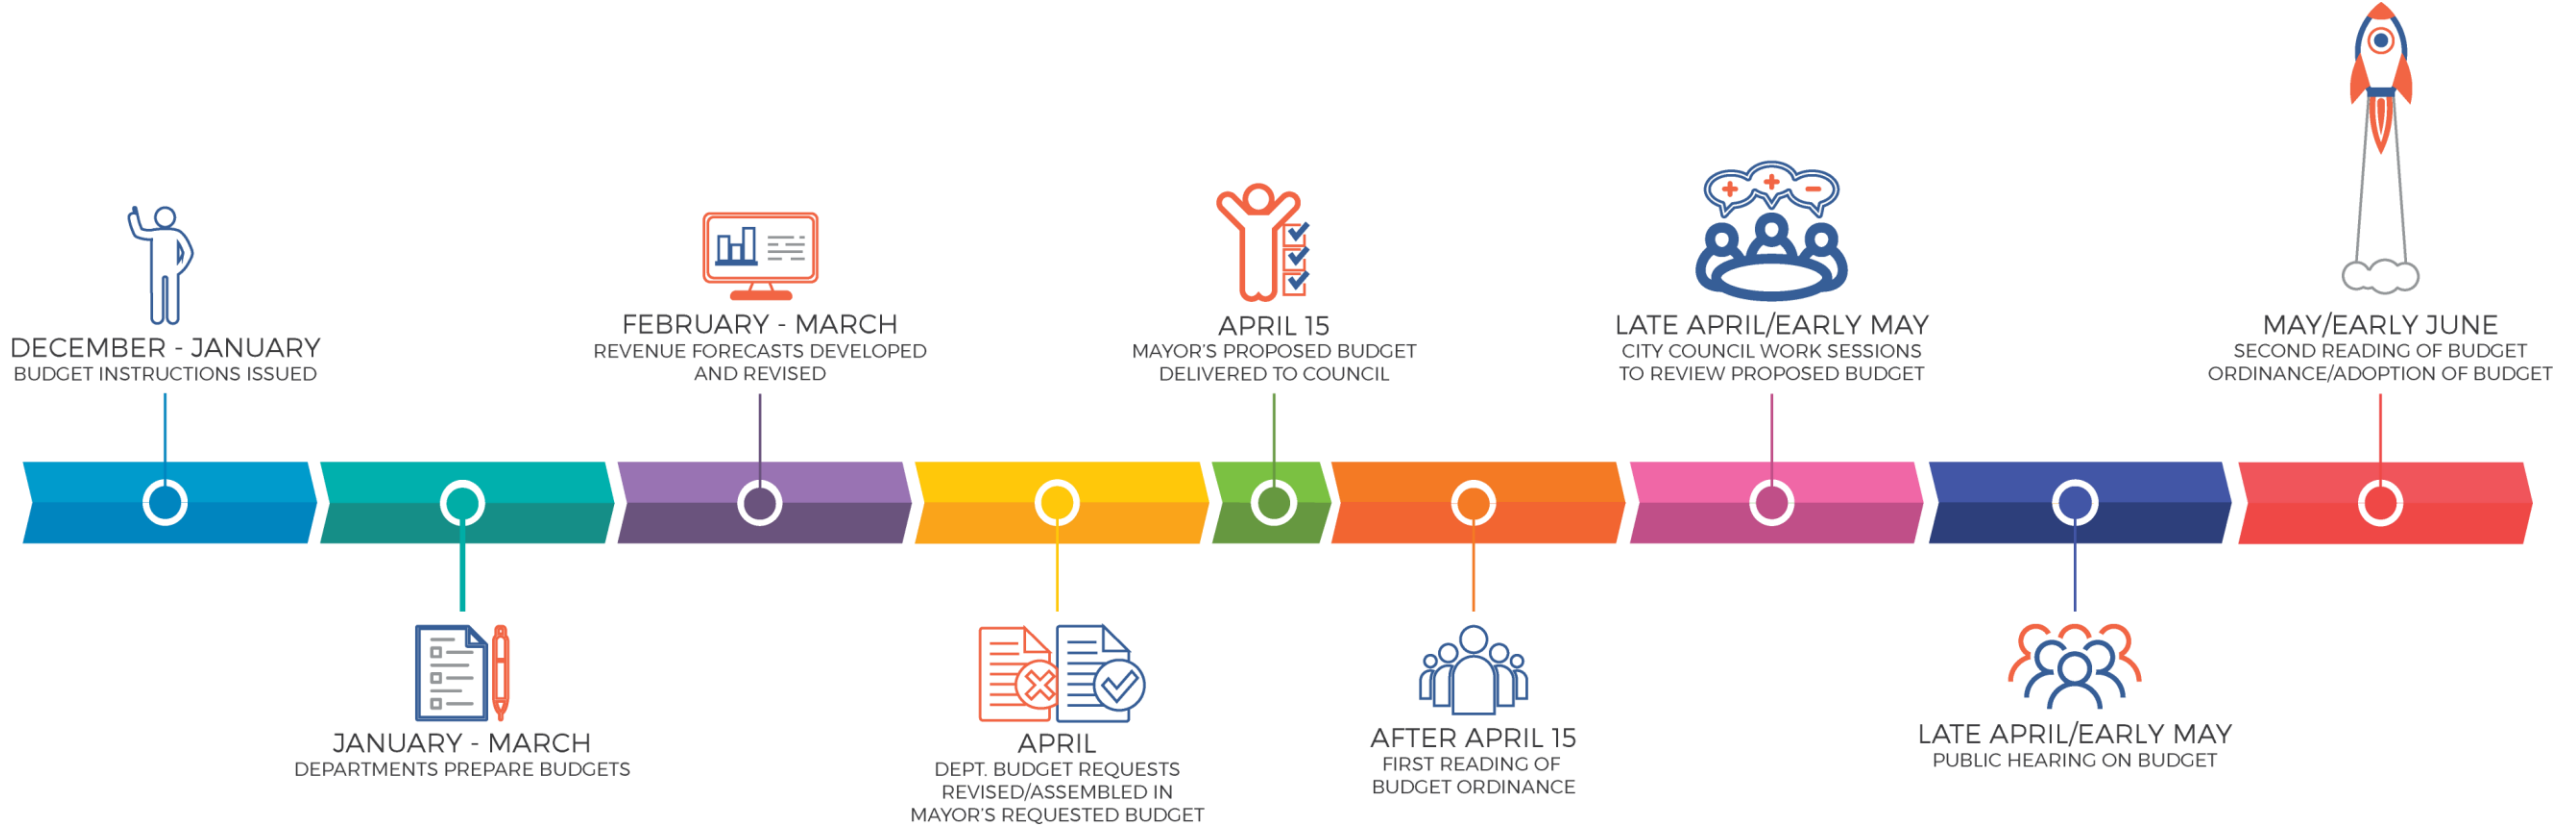 DECEMBER - JANUARY
BUDGET INSTRUCTIONS ISSUED
JANUARY - MARCH
DEPARTMENTS PREPARE BUDGETS
FEBRUARY - MARCH
REVENUE FORECASTS DEVELOPED
AND REVISED
APRIL
DEPT. BUDGET REQUESTS
REVISED/ASSEMBLED IN
MAYOR'S REQUESTED BUDGET
APRIL 15
MAYOR'S PROPOSED BUDGET
DELIVERED TO COUNCIL
AFTER APRIL 15
FIRST READING OF
BUDGET ORDINANCE
LATE APRIL/EARLY MAY
CITY COUNCIL WORK SESSIONS
TO REVIEW PROPOSED BUDGET
LATE APRIL/EARLY MAY
PUBLIC HEARING ON BUDGET
MAY/EARLY JUNE
SECOND READING OF BUDGET
ORDINANCE/ADOPTION OF BUDGET